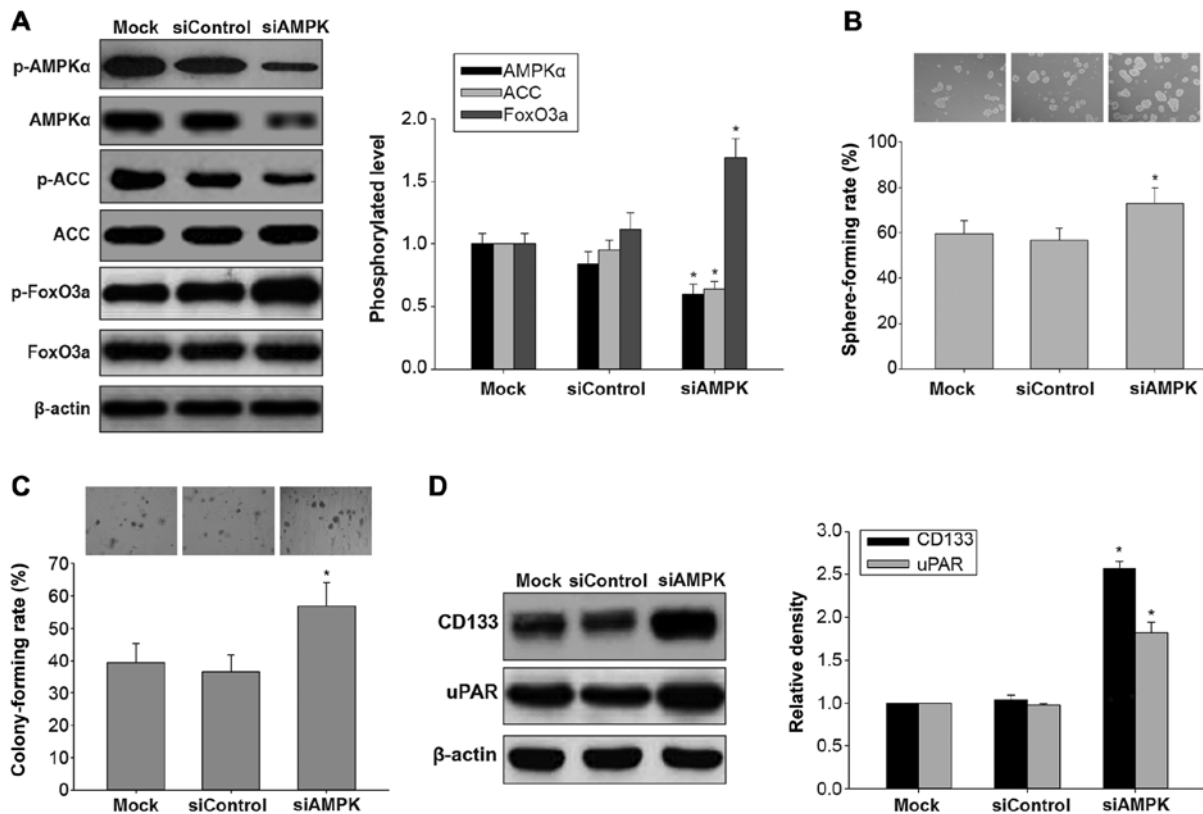 A
Mock siControl siAMPK
p-AMPKα
AMPKα
p-ACC
ACC
p-FoxO3a
FoxO3a
β-actin
AMPKα
ACC
FoxO3a
Phosphorylated level
2.0
1.5
1.0
0.5
0.0
*
* *
Mock siControl siAMPK
B
Sphere-forming rate (%)
100
80
60
40
20
0
*
Mock siControl siAMPK
C
Colony-forming rate (%)
70
60
50
40
30
20
10
0
*
Mock siControl siAMPK
D
Mock siControl siAMPK
CD133
uPAR
β-actin
CD133
uPAR
Relative density
3.0
2.5
2.0
1.5
1.0
0.5
0.0
*
*
Mock siControl siAMPK